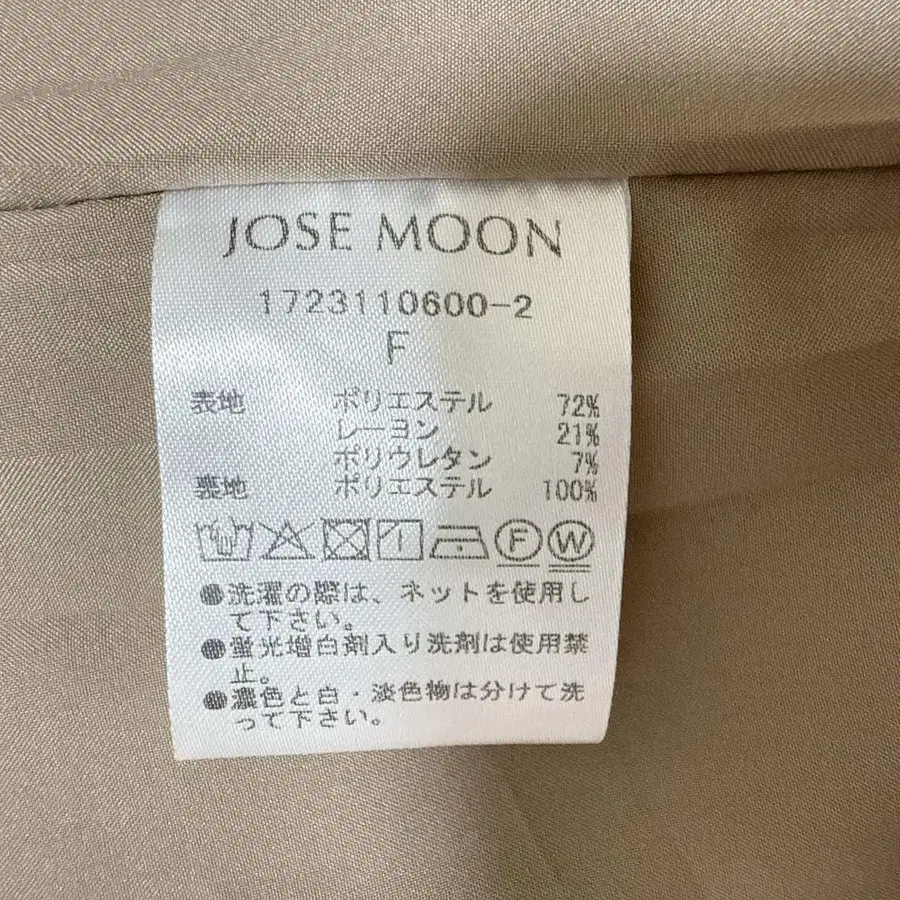 JOSE MOON
1723110600-2
F
表地 ポリエステル 72%
レーヨン 21%
ポリウレタン 7%
裏地 ポリエステル 100%
F W
●洗濯の際は、ネットを使用し
て下さい。
●蛍光増白剤入り洗剤は使用禁
止。
●濃色と白・淡色物は分けて洗
って下さい。